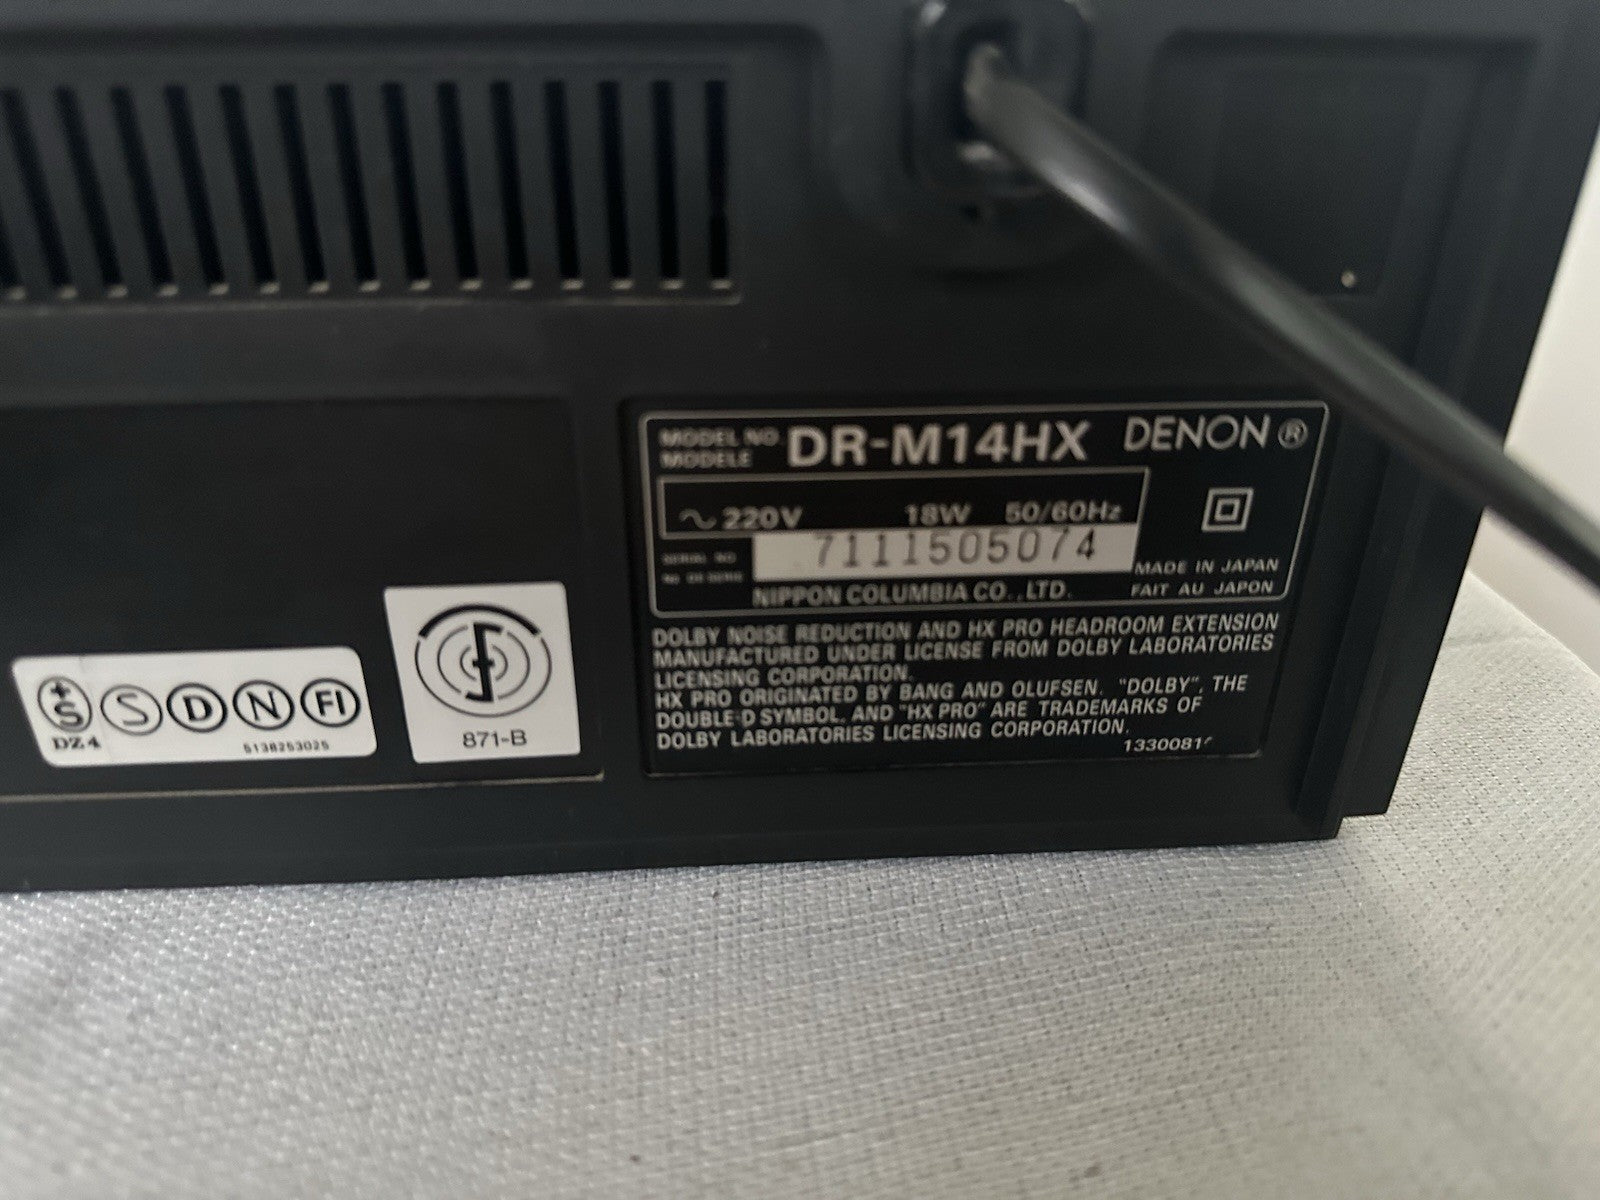 MODEL NO. DR-M14HX DENON ®
MODELE
~ 220V 18W 50/60Hz
SERIAL NO.
NO. DE SERIE
7111505074
MADE IN JAPAN
NIPPON COLUMBIA CO., LTD. FAIT AU JAPON
DOLBY NOISE REDUCTION AND HX PRO HEADROOM EXTENSION
MANUFACTURED UNDER LICENSE FROM DOLBY LABORATORIES
LICENSING CORPORATION.
HX PRO ORIGINATED BY BANG AND OLUFSEN. "DOLBY", THE
DOUBLE-D SYMBOL, AND "HX PRO" ARE TRADEMARKS OF
DOLBY LABORATORIES LICENSING CORPORATION.
871-B
+S S D N FI
DZ4
5138253025